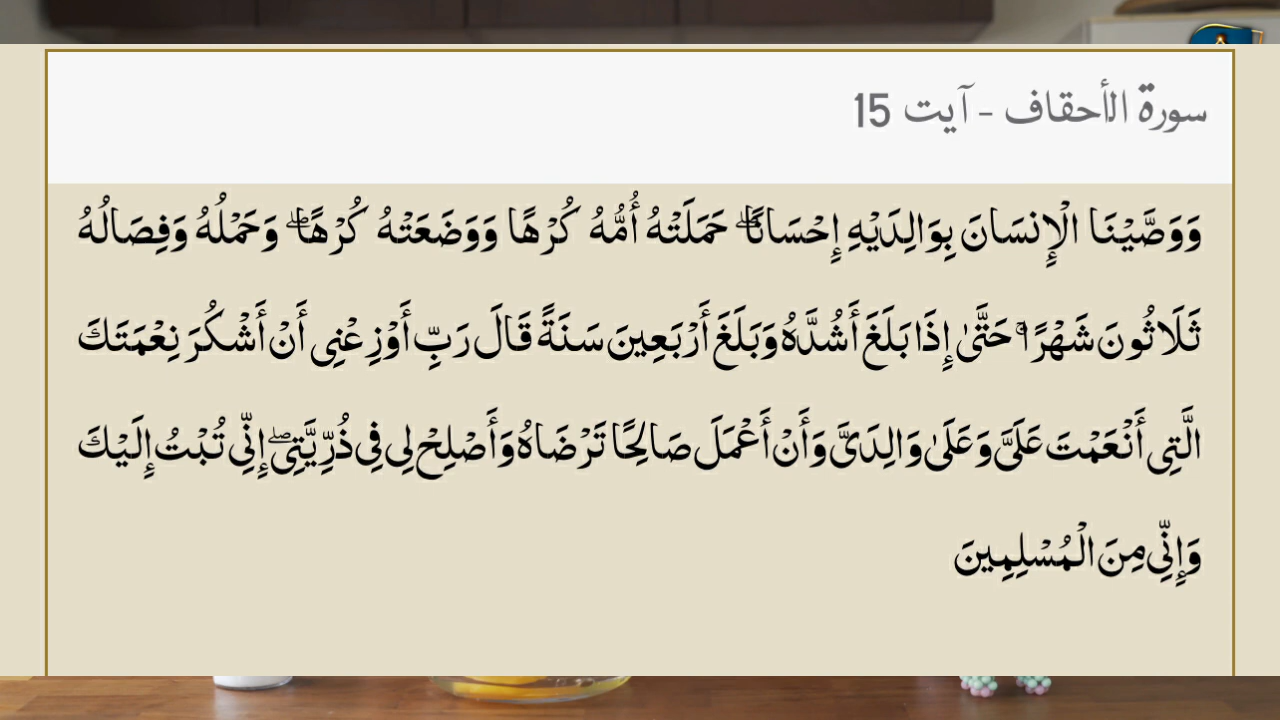 سورة الأحقاف - آيت 15
وَوَصَّيْنَا الْإِنسَانَ بِوَالِدَيْهِ إِحْسَانًا ۖ حَمَلَتْهُ أُمُّهُ كُرْهًا وَوَضَعَتْهُ كُرْهًا ۖ وَحَمْلُهُ وَفِصَالُهُ
ثَلَاثُونَ شَهْرًا ۚ حَتَّىٰ إِذَا بَلَغَ أَشُدَّهُ وَبَلَغَ أَرْبَعِينَ سَنَةً قَالَ رَبِّ أَوْزِعْنِي أَنْ أَشْكُرَ نِعْمَتَكَ
الَّتِي أَنْعَمْتَ عَلَيَّ وَعَلَىٰ وَالِدَيَّ وَأَنْ أَعْمَلَ صَالِحًا تَرْضَاهُ وَأَصْلِحْ لِي فِي ذُرِّيَّتِي ۖ إِنِّي تُبْتُ إِلَيْكَ
وَإِنِّي مِنَ الْمُسْلِمِينَ